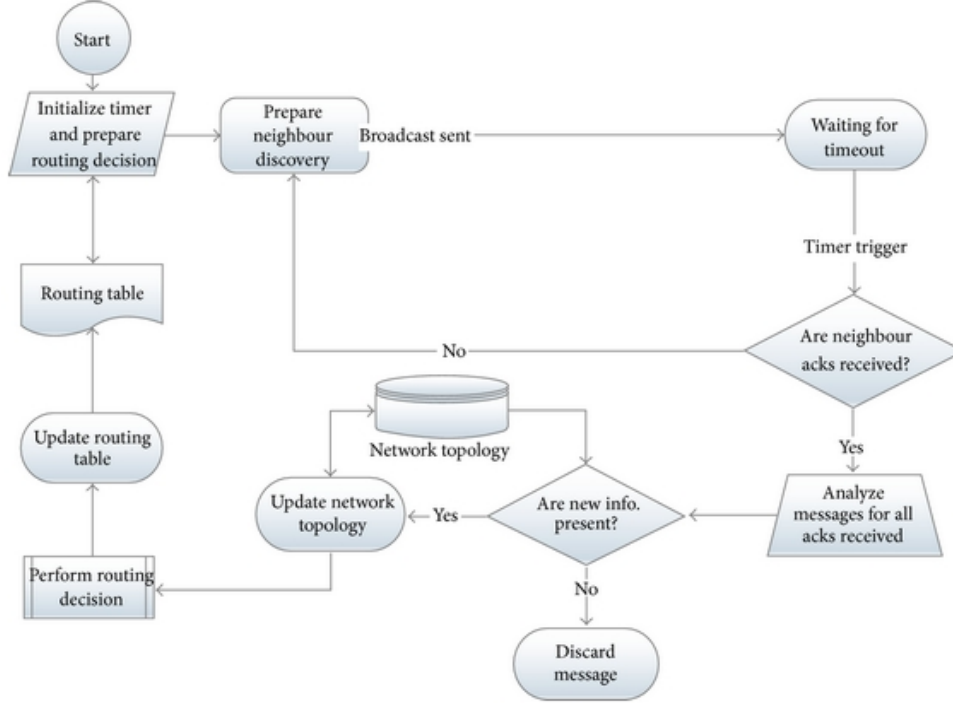 Start
Initialize timer
and prepare
routing decision
Prepare
neighbour
discovery
Broadcast sent
Waiting for
timeout
Timer trigger
Routing table
Are neighbour
acks received?
No
Network topology
Update routing
table
Yes
Update network
topology
Yes
Are new info.
present?
Analyze
messages for all
acks received
Perform routing
decision
No
Discard
message